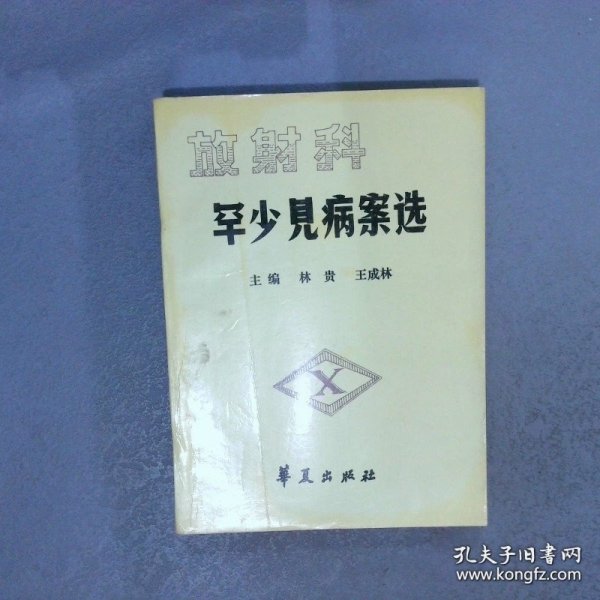 放射科
罕少見病案选
主编 林贵 王成林
X
華夏出版社
孔夫子旧書网
www.kongfz.com